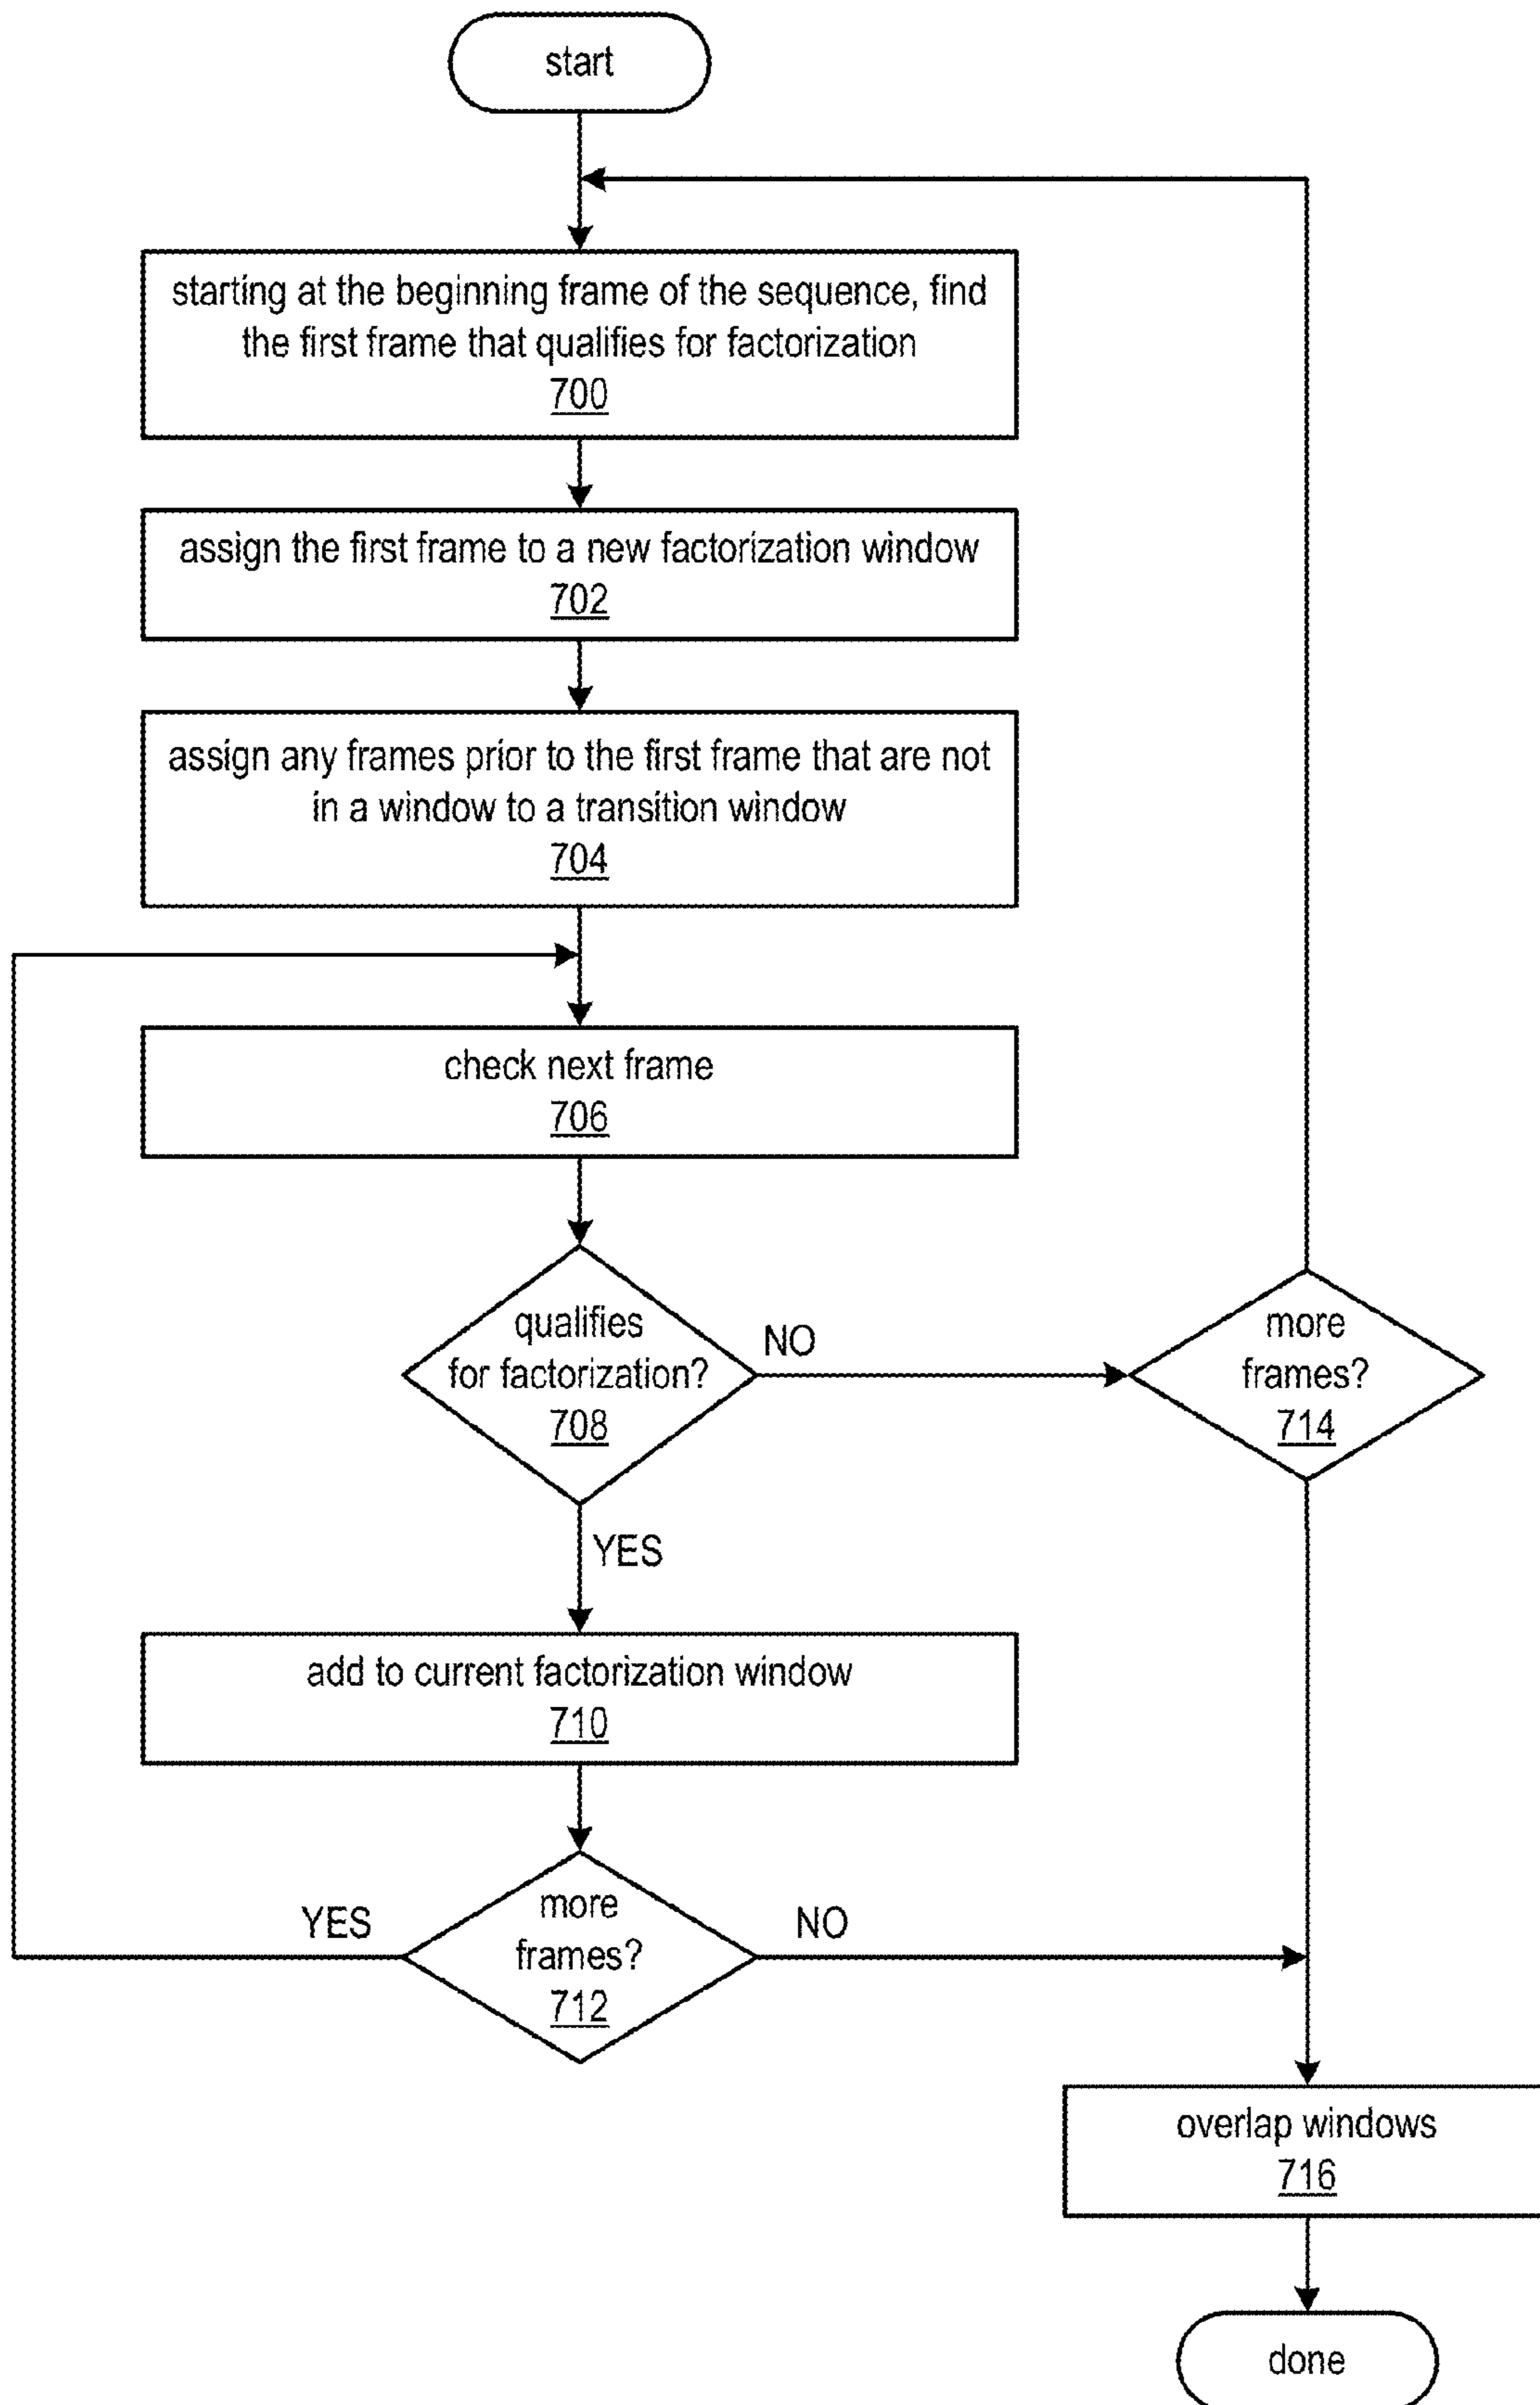 start
starting at the beginning frame of the sequence, find
the first frame that qualifies for factorization
700
assign the first frame to a new factorization window
702
assign any frames prior to the first frame that are not
in a window to a transition window
704
check next frame
706
qualifies
for factorization?
708
NO
more
frames?
714
YES
add to current factorization window
710
YES
more
frames?
712
NO
overlap windows
716
done